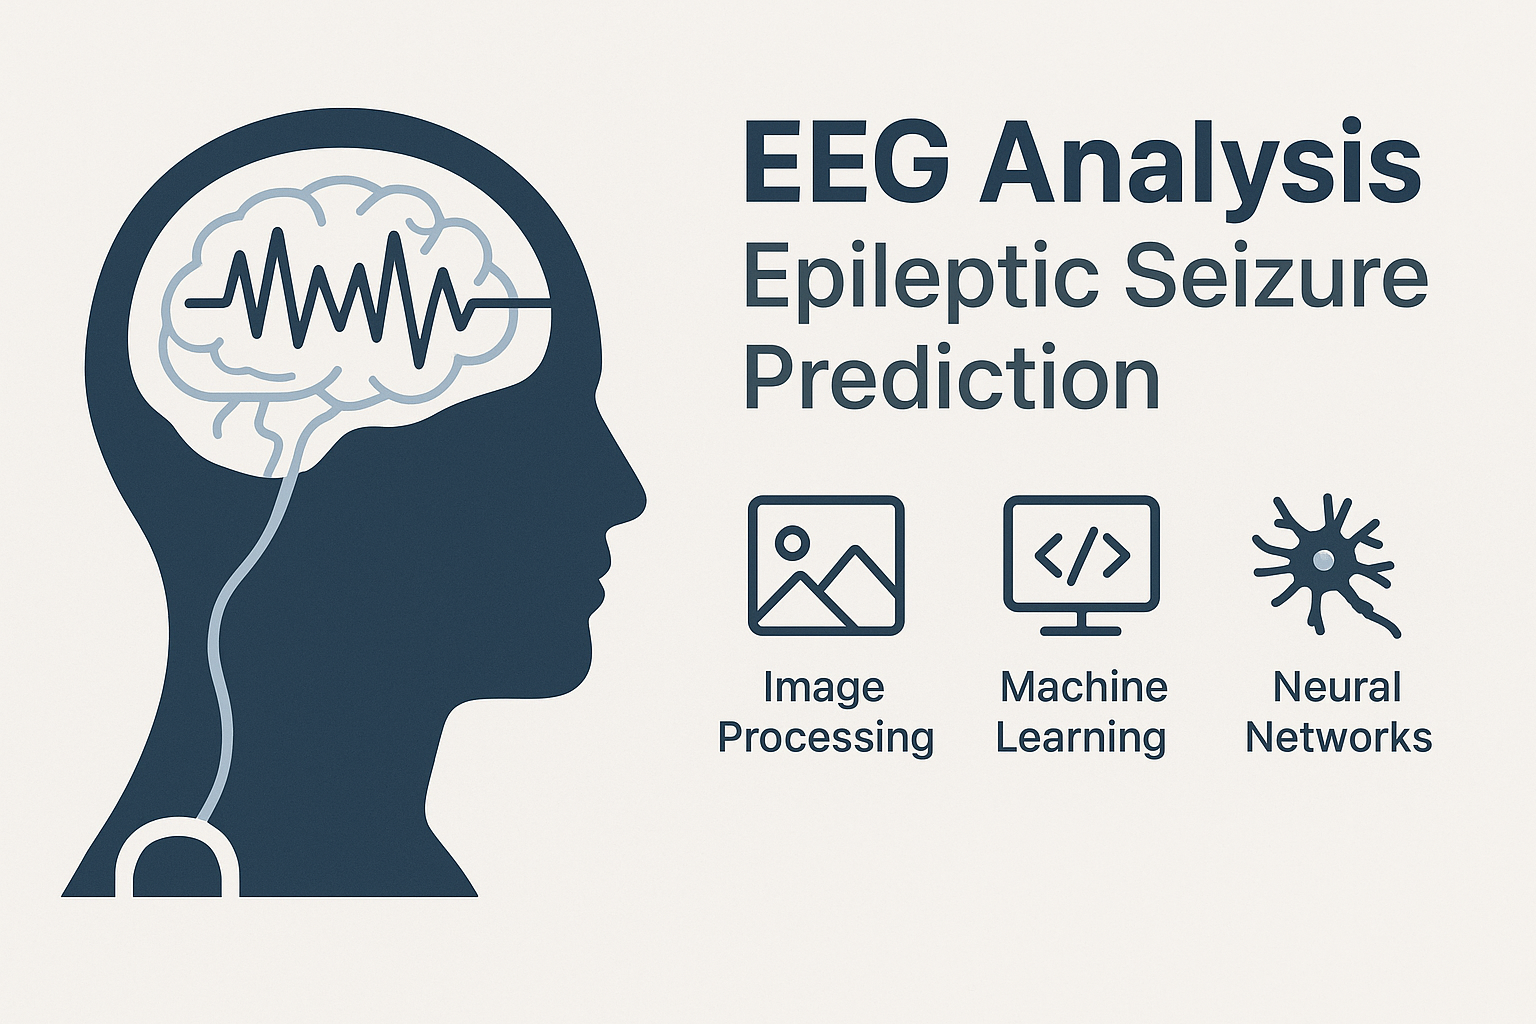 EEG Analysis
Epileptic Seizure
Prediction
</>
Image
Processing
Machine
Learning
Neural
Networks